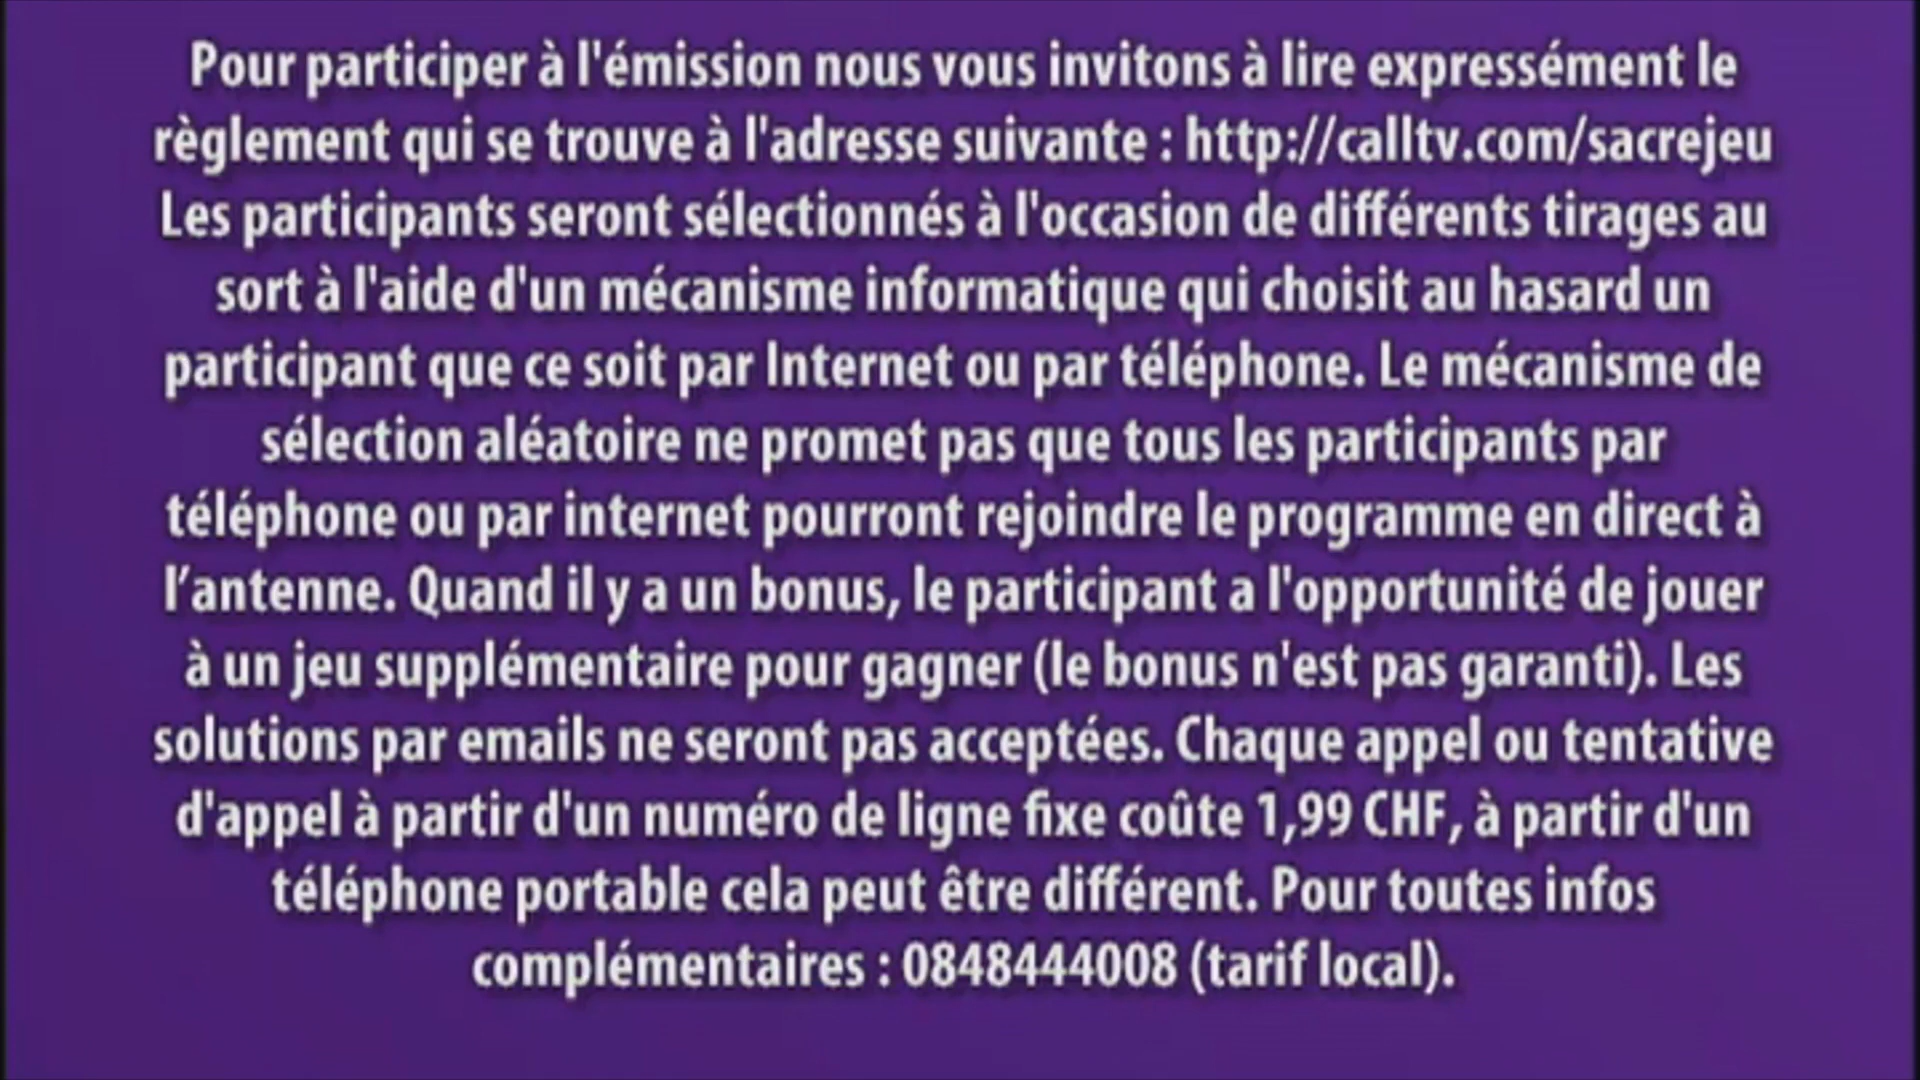 Pour participer à l'émission nous vous invitons à lire expressément le
règlement qui se trouve à l'adresse suivante : http://calltv.com/sacrejeu
Les participants seront sélectionnés à l'occasion de différents tirages au
sort à l'aide d'un mécanisme informatique qui choisit au hasard un
participant que ce soit par Internet ou par téléphone. Le mécanisme de
sélection aléatoire ne promet pas que tous les participants par
téléphone ou par internet pourront rejoindre le programme en direct à
l’antenne. Quand il y a un bonus, le participant a l'opportunité de jouer
à un jeu supplémentaire pour gagner (le bonus n'est pas garanti). Les
solutions par emails ne seront pas acceptées. Chaque appel ou tentative
d'appel à partir d'un numéro de ligne fixe coûte 1,99 CHF, à partir d'un
téléphone portable cela peut être différent. Pour toutes infos
complémentaires : 0848444008 (tarif local).